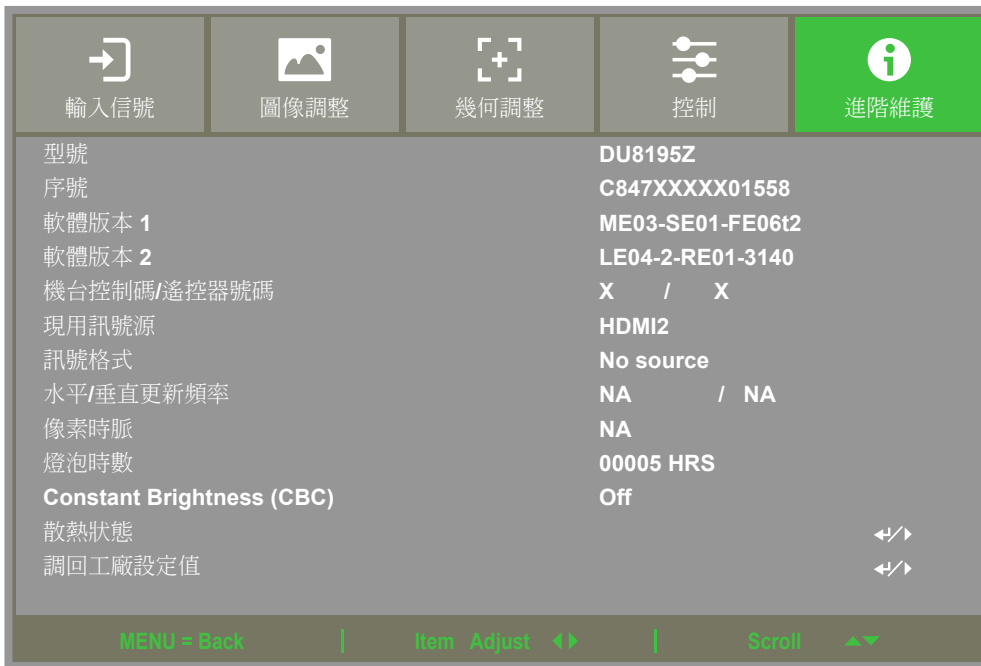 輸入信號 圖像調整 幾何調整 控制 進階維護
型號 DU8195Z
序號 C847XXXXX01558
軟體版本 1 ME03-SE01-FE06t2
軟體版本 2 LE04-2-RE01-3140
機台控制碼/遙控器號碼 X / X
現用訊號源 HDMI2
訊號格式 No source
水平/垂直更新頻率 NA / NA
像素時脈 NA
燈泡時數 00005 HRS
Constant Brightness (CBC) Off
散熱狀態
調回工廠設定值
MENU = Back | Item Adjust | Scroll